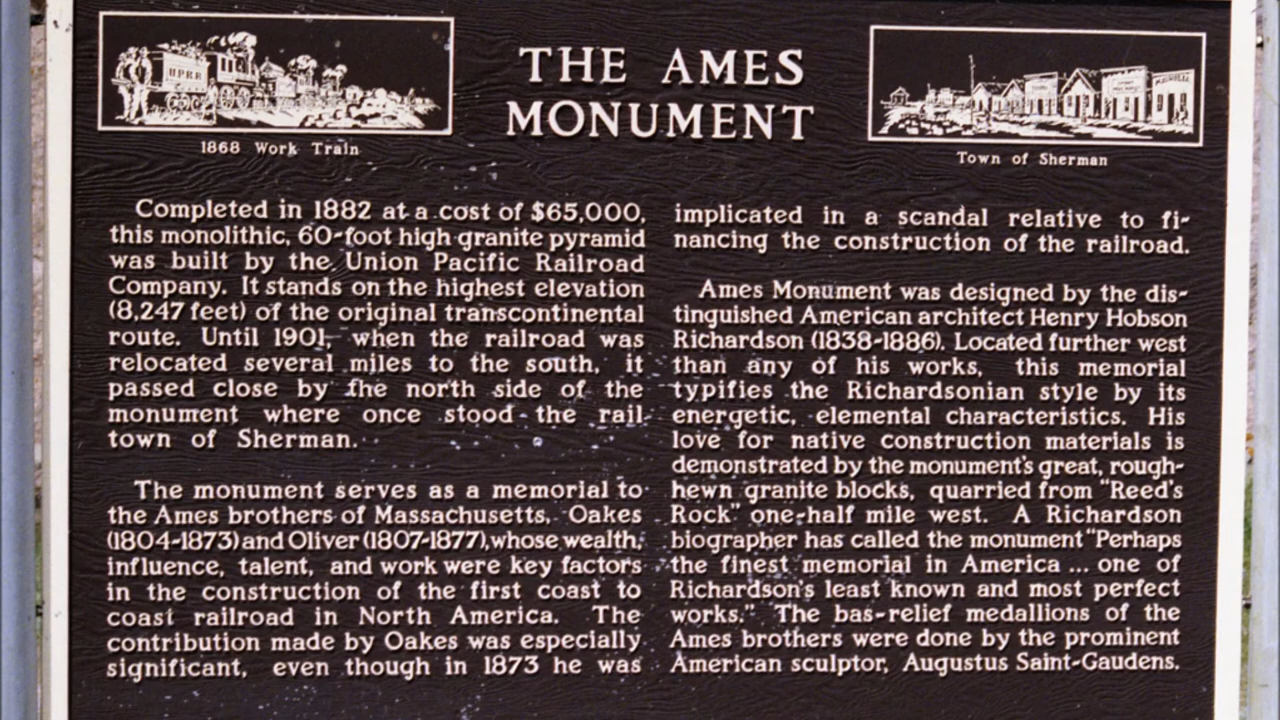 THE AMES
MONUMENT
UPRR
1868 Work Train
Town of Sherman
Completed in 1882 at a cost of $65,000,
this monolithic, 60-foot high granite pyramid
was built by the Union Pacific Railroad
Company. It stands on the highest elevation
(8,247 feet) of the original transcontinental
route. Until 1901, when the railroad was
relocated several miles to the south, it
passed close by the north side of the
monument where once stood the rail
town of Sherman.
The monument serves as a memorial to
the Ames brothers of Massachusetts, Oakes
(1804-1873) and Oliver (1807-1877), whose wealth,
influence, talent, and work were key factors
in the construction of the first coast to
coast railroad in North America. The
contribution made by Oakes was especially
significant, even though in 1873 he was
implicated in a scandal relative to fi-
nancing the construction of the railroad.
Ames Monument was designed by the dis-
tinguished American architect Henry Hobson
Richardson (1838-1886). Located further west
than any of his works, this memorial
typifies the Richardsonian style by its
energetic, elemental characteristics. His
love for native construction materials is
demonstrated by the monument's great, rough-
hewn granite blocks, quarried from "Reed's
Rock" one-half mile west. A Richardson
biographer has called the monument "Perhaps
the finest memorial in America ... one of
Richardson's least known and most perfect
works." The bas-relief medallions of the
Ames brothers were done by the prominent
American sculptor, Augustus Saint-Gaudens.